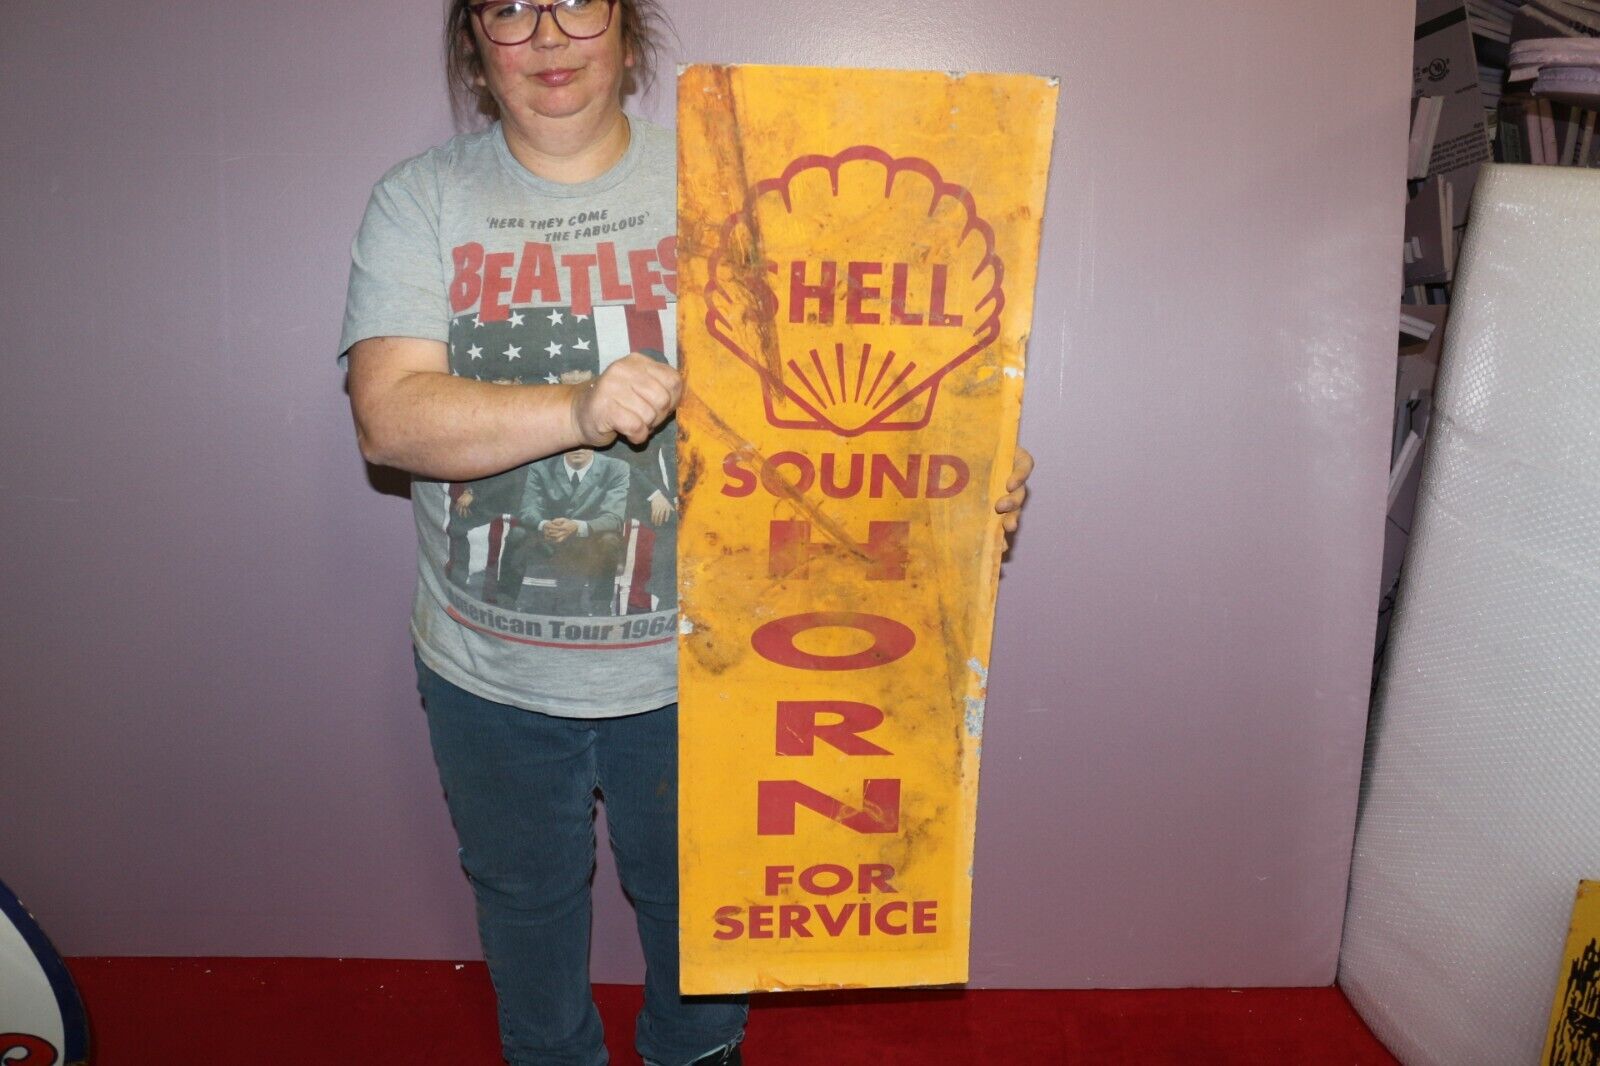 'HERE THEY COME
THE FABULOUS'
BEATLES
American Tour 1964
SHELL
SOUND
H
O
R
N
FOR
SERVICE